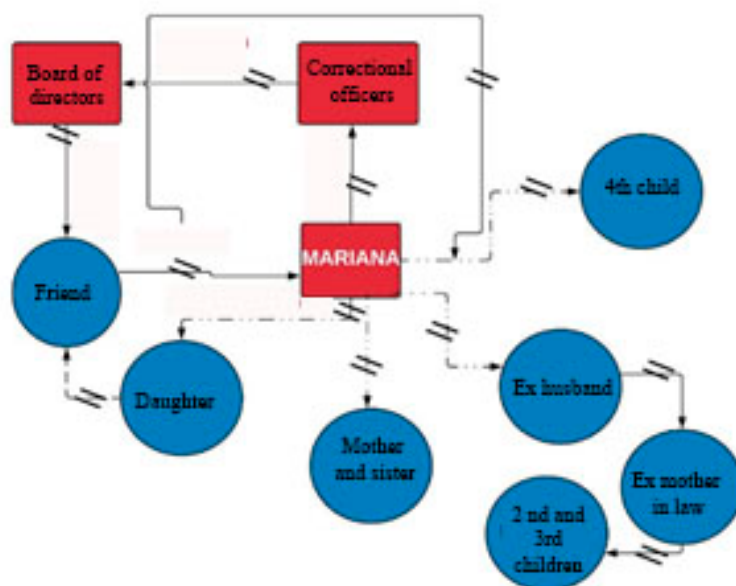 Board of
directors
Correctional
officers
4th child
MARIANA
Friend
Daughter
Ex husband
Mother
and sister
Ex mother
in law
2 nd and
3rd
children